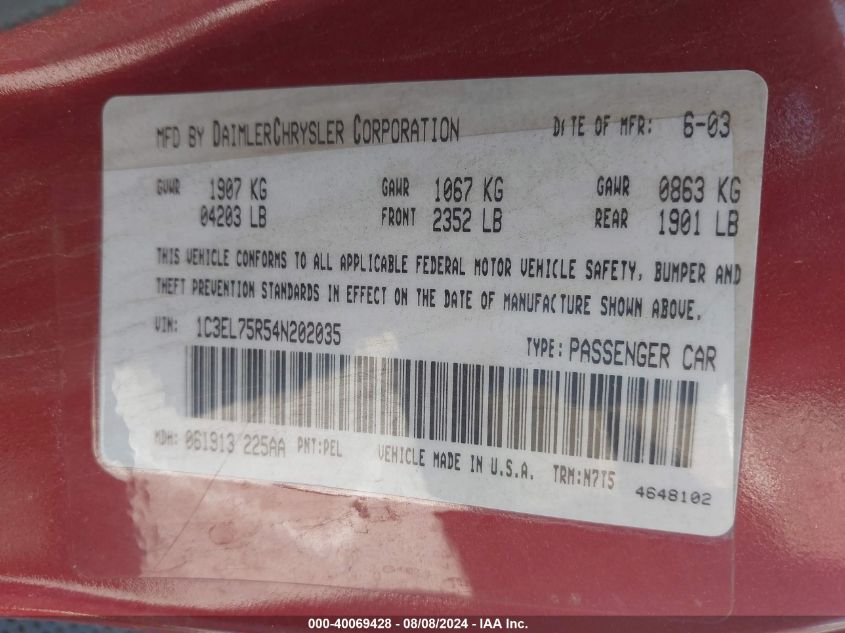 MFD BY DAIMLERCHRYSLER CORPORATION DATE OF MFR: 6-03
GVWR 1907 KG GAWR 1067 KG GAWR 0863 KG
04203 LB FRONT 2352 LB REAR 1901 LB
THIS VEHICLE CONFORMS TO ALL APPLICABLE FEDERAL MOTOR VEHICLE SAFETY, BUMPER AND
THEFT PREVENTION STANDARDS IN EFFECT ON THE DATE OF MANUFACTURE SHOWN ABOVE.
VIN: 1C3EL75R54N202035 TYPE: PASSENGER CAR
MDH: 061913 225AA PNT:PEL VEHICLE MADE IN U.S.A. TRM:N7T5
4648102
000-40069428 - 08/08/2024 - IAA Inc.